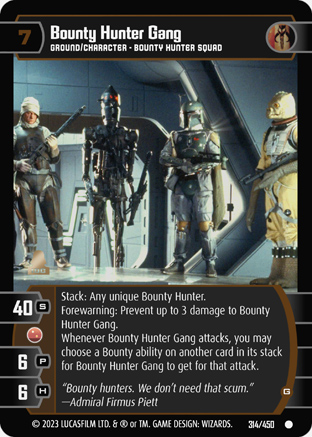 7
Bounty Hunter Gang
GROUND/CHARACTER - BOUNTY HUNTER SQUAD
40 S
6 P
6 H
Stack: Any unique Bounty Hunter.
Forewarning: Prevent up to 3 damage to Bounty
Hunter Gang.
Whenever Bounty Hunter Gang attacks, you may
choose a Bounty ability on another card in its stack
for Bounty Hunter Gang to get for that attack.
“Bounty hunters. We don’t need that scum.”
—Admiral Firmus Piett
G
© 2023 LUCASFILM LTD. & ® or TM. GAME DESIGN: WIZARDS.
314/450